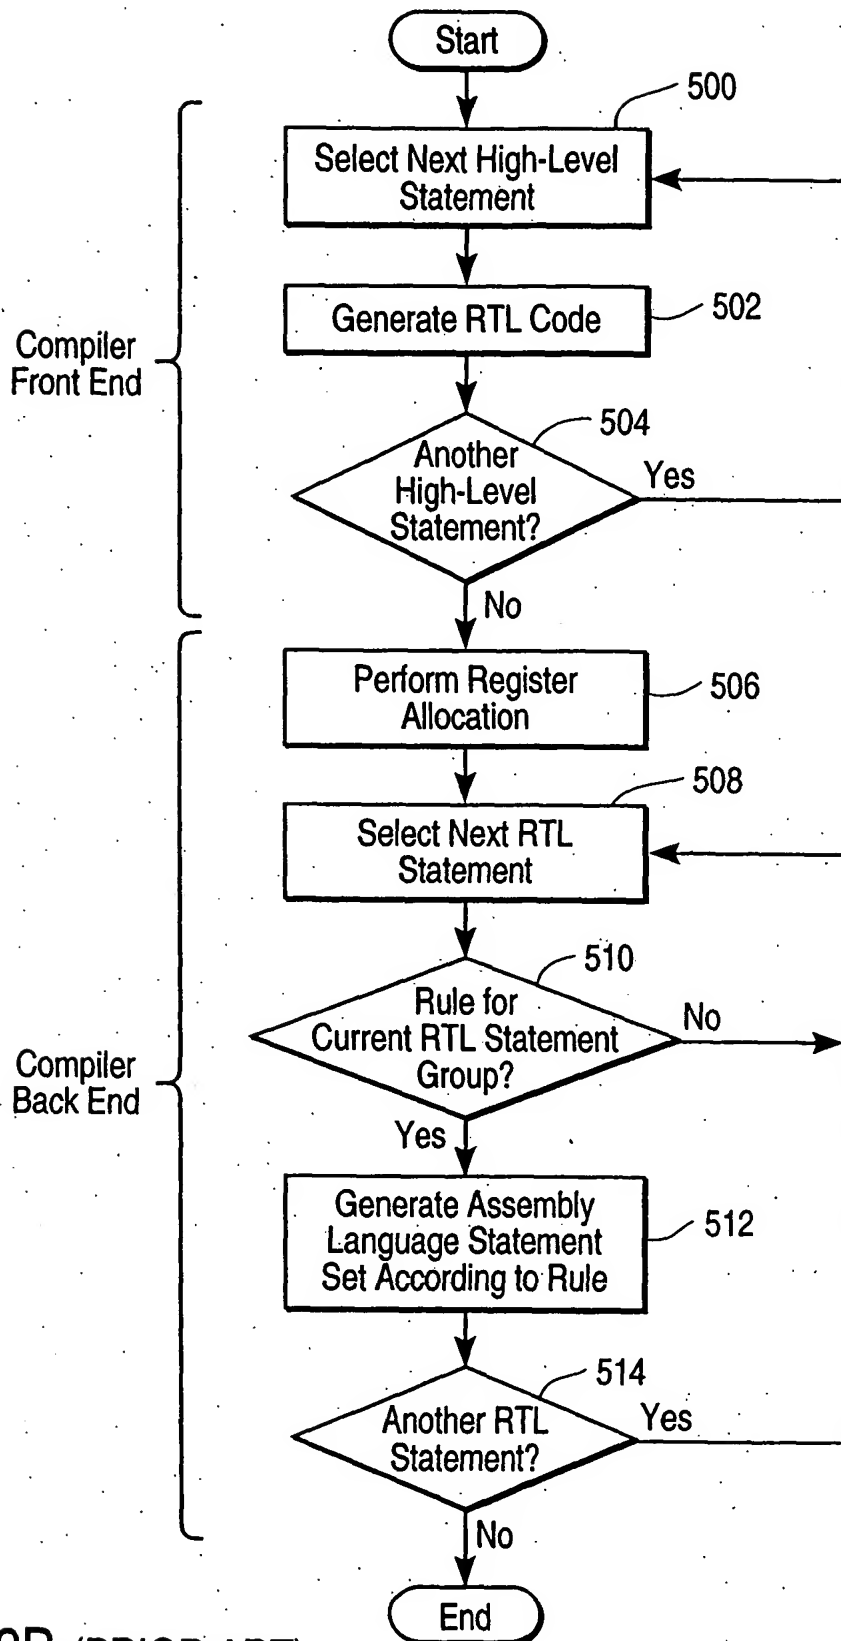 Start
500
Select Next High-Level
Statement
Generate RTL Code
502
Compiler
Front End
504
Another
High-Level
Statement?
Yes
No
Perform Register
Allocation
506
508
Select Next RTL
Statement
510
Rule for
Current RTL Statement
Group?
No
Compiler
Back End
Yes
Generate Assembly
Language Statement
Set According to Rule
512
514
Another RTL
Statement?
Yes
No
End
(PRIOR ART)